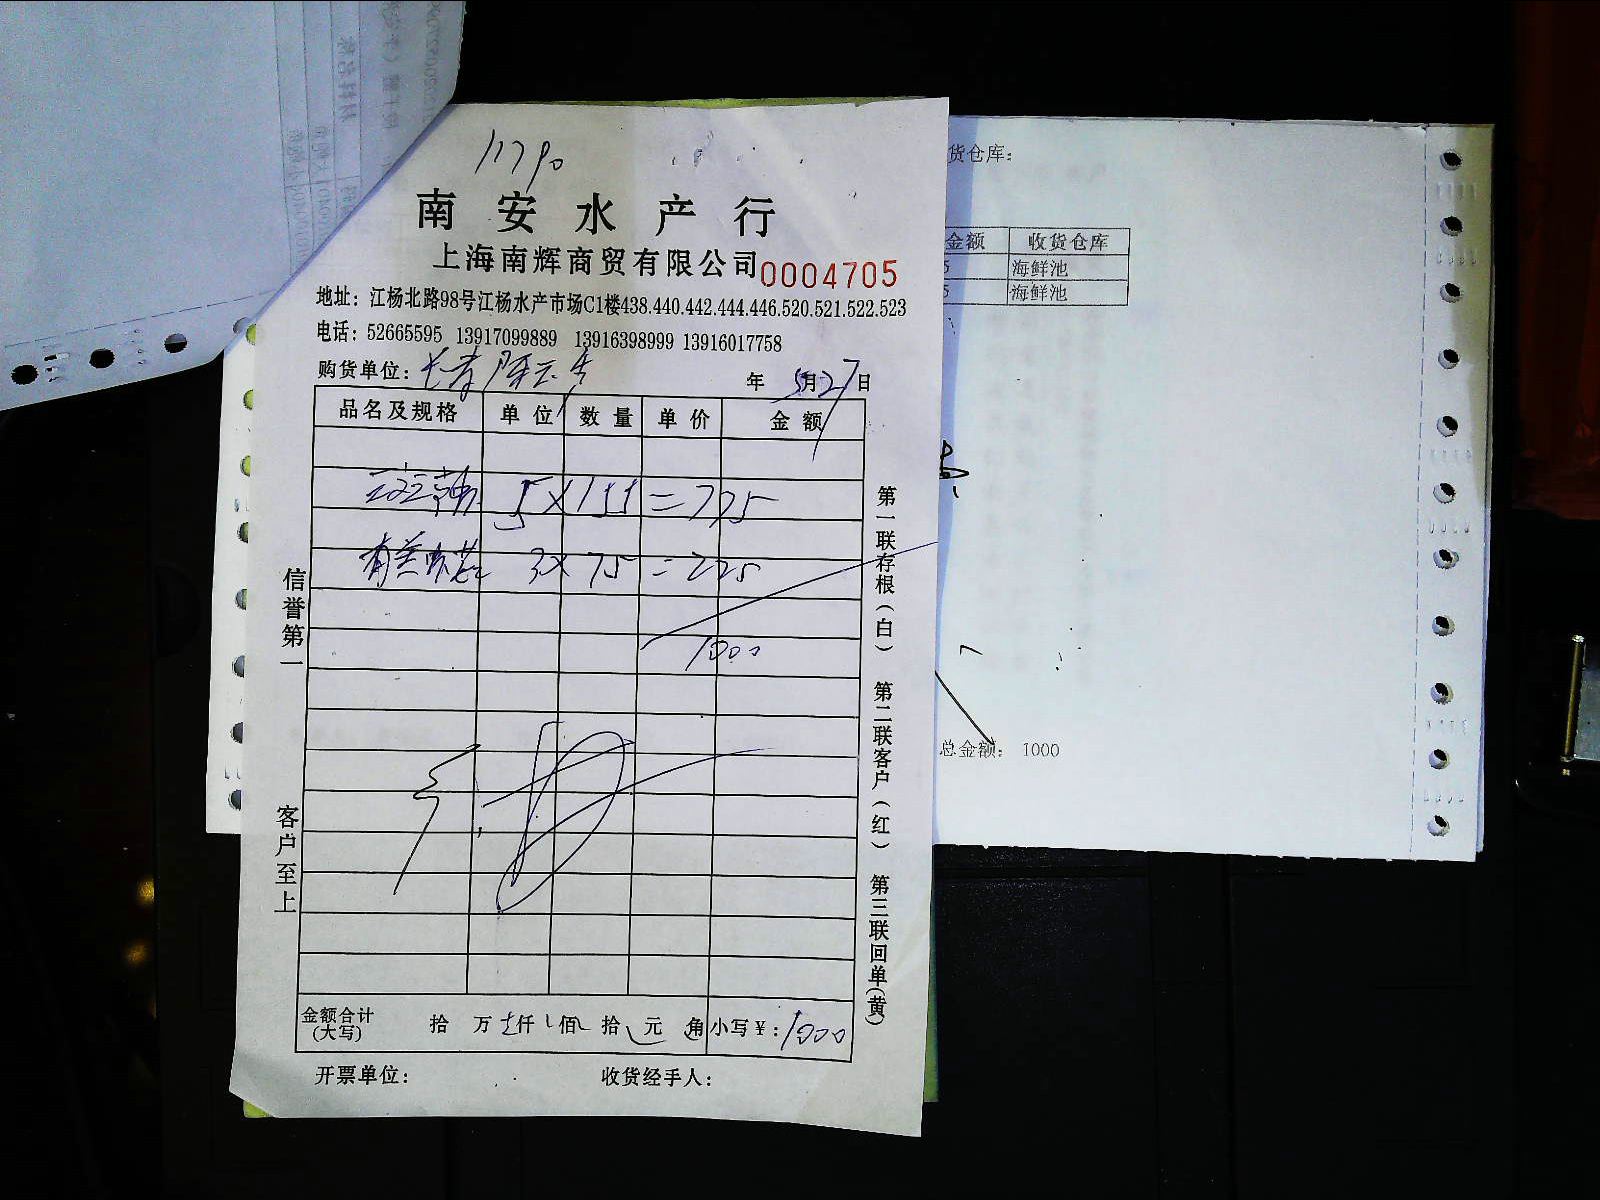 11790
南安水产行
上海南辉商贸有限公司 0004705
地址：江杨北路98号江杨水产市场C1楼438.440.442.444.446.520.521.522.523
电话：52665595 13917099889 13916398999 13916017758
购货单位： 年 5月27日
品名及规格 单位 数量 单价 金额
5×155=775
3×75=225
1000
金额合计(大写) 拾 万 仟 佰 拾 元 角 小写￥：1000
开票单位： 收货经手人：
信誉第一 客户至上
第一联存根(白) 第二联客户(红) 第三联回单(黄)
货仓库：
金额 收货仓库
5 海鲜池
5 海鲜池
总金额： 1000